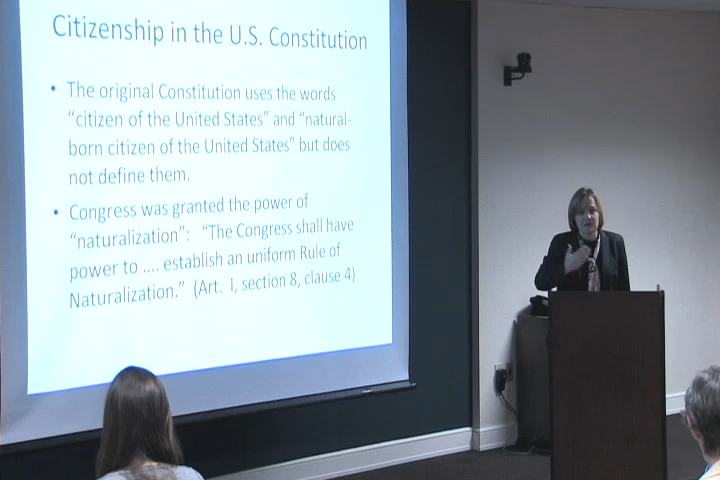 Citizenship in the U.S. Constitution
• The original Constitution uses the words
“citizen of the United States” and “natural-
born citizen of the United States” but does
not define them.
• Congress was granted the power of
“naturalization”: “The Congress shall have
power to .... establish an uniform Rule of
Naturalization.” (Art. I, section 8, clause 4)